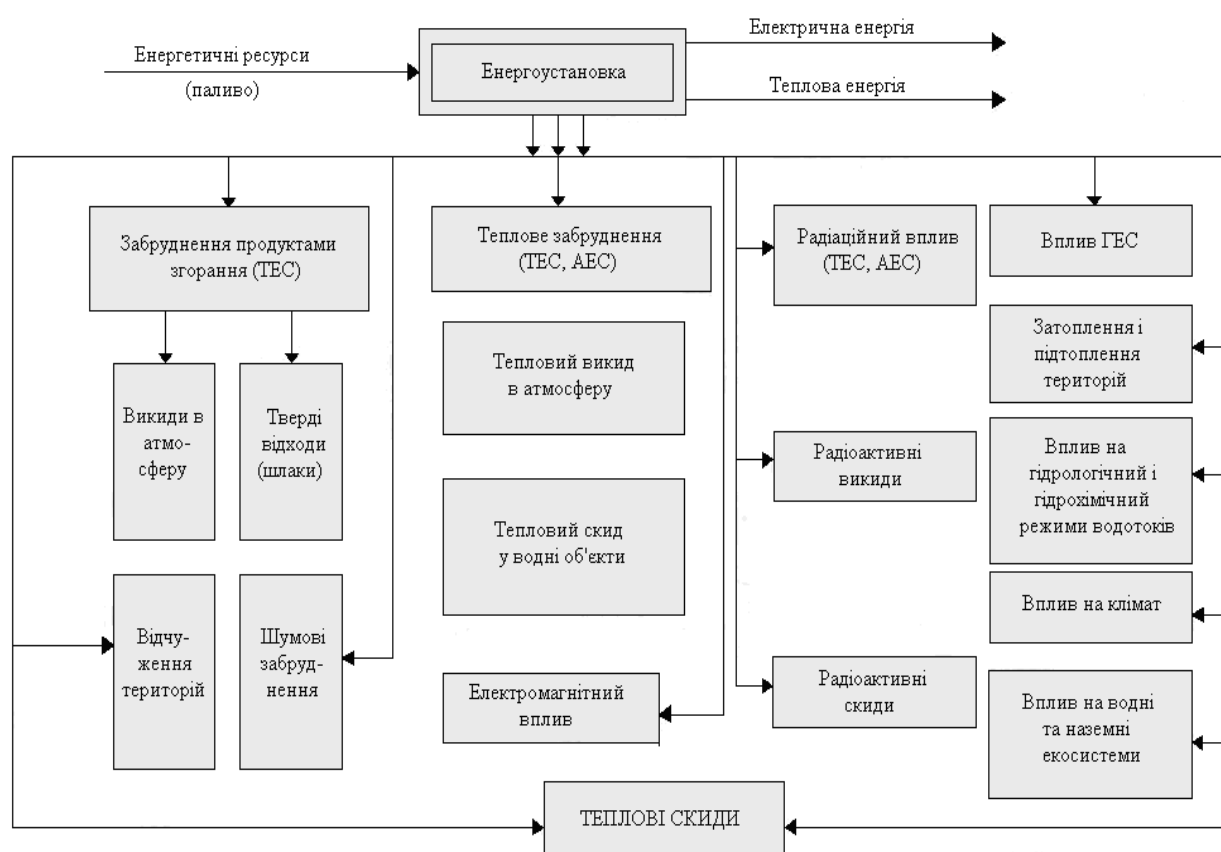 Енергетичні ресурси
(паливо)
Енергоустановка
Електрична енергія
Теплова енергія
Забруднення продуктами
згорання (ТЕС)
Теплове забруднення
(ТЕС, АЕС)
Радіаційний вплив
(ТЕС, АЕС)
Вплив ГЕС
Викиди в
атмо-
сферу
Тверді
відходи
(шлаки)
Тепловий викид
в атмосферу
Затоплення і
підтоплення
територій
Радіоактивні
викиди
Вплив на
гідрологічний і
гідрохімічний
режими водотоків
Тепловий скид
у водні об'єкти
Вплив на клімат
Відчу-
ження
територій
Шумові
забруд-
нення
Електромагнітний
вплив
Радіоактивні
скиди
Вплив на водні
та наземні
екосистеми
ТЕПЛОВІ СКИДИ